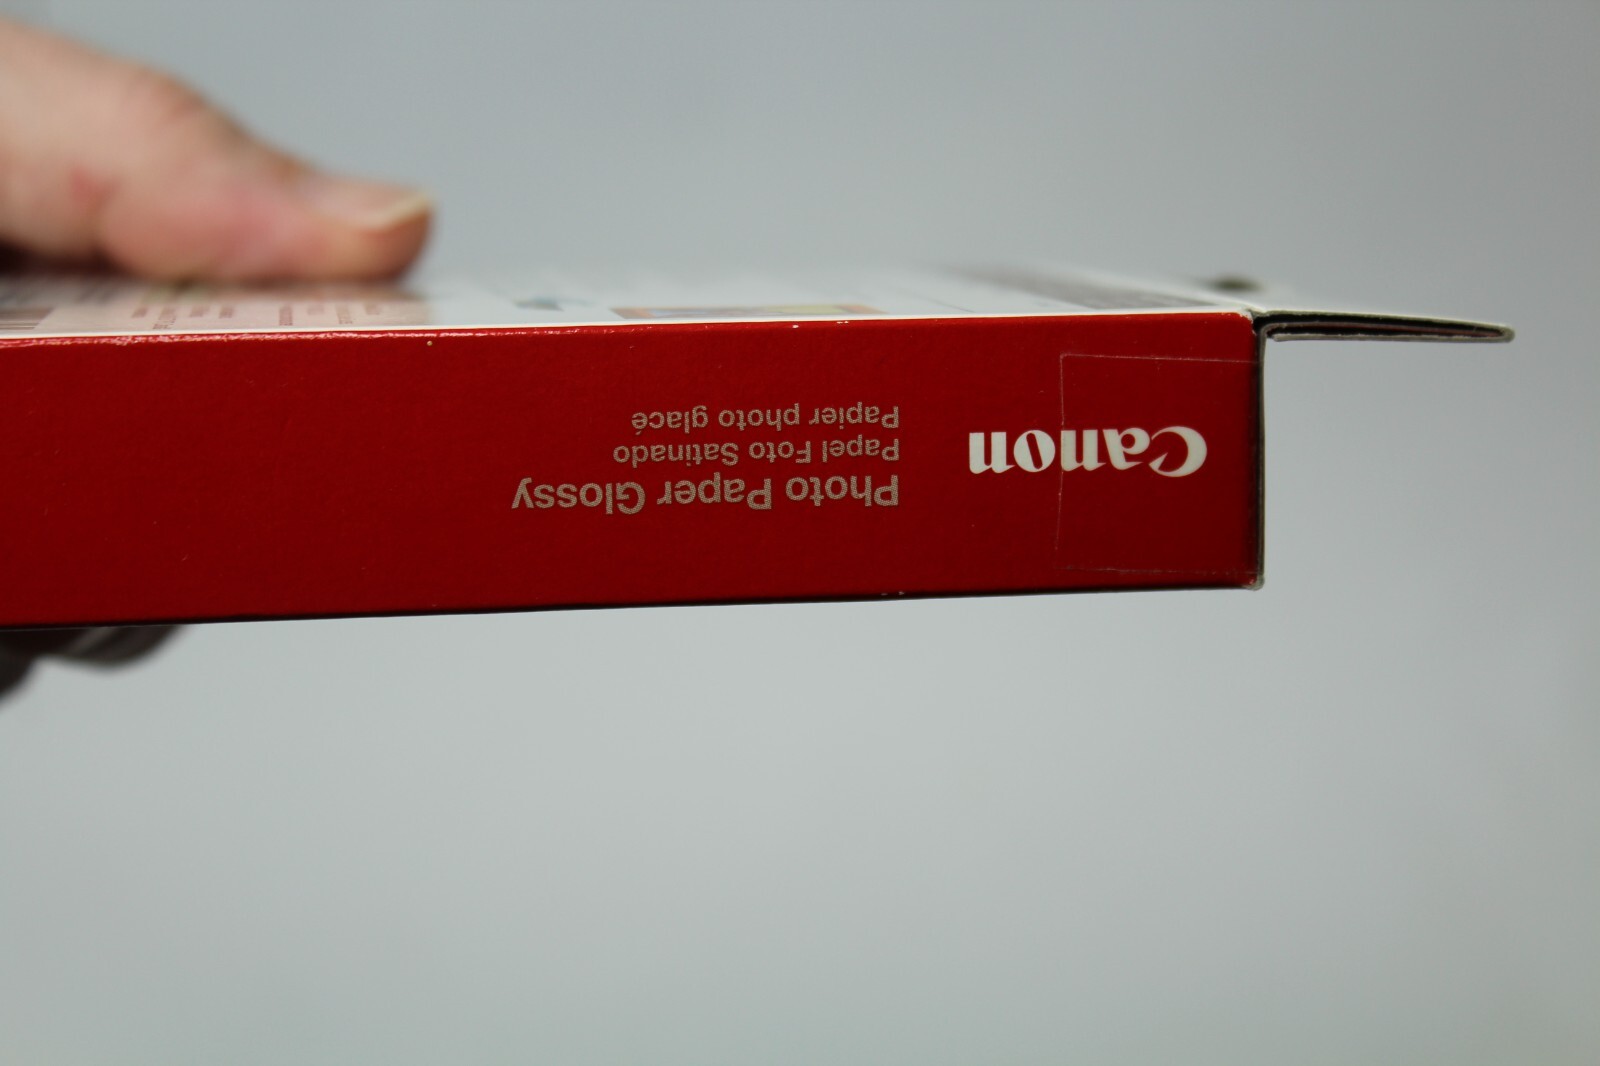 Canon
Photo Paper Glossy
Papel Foto Satinado
Papier photo glacé